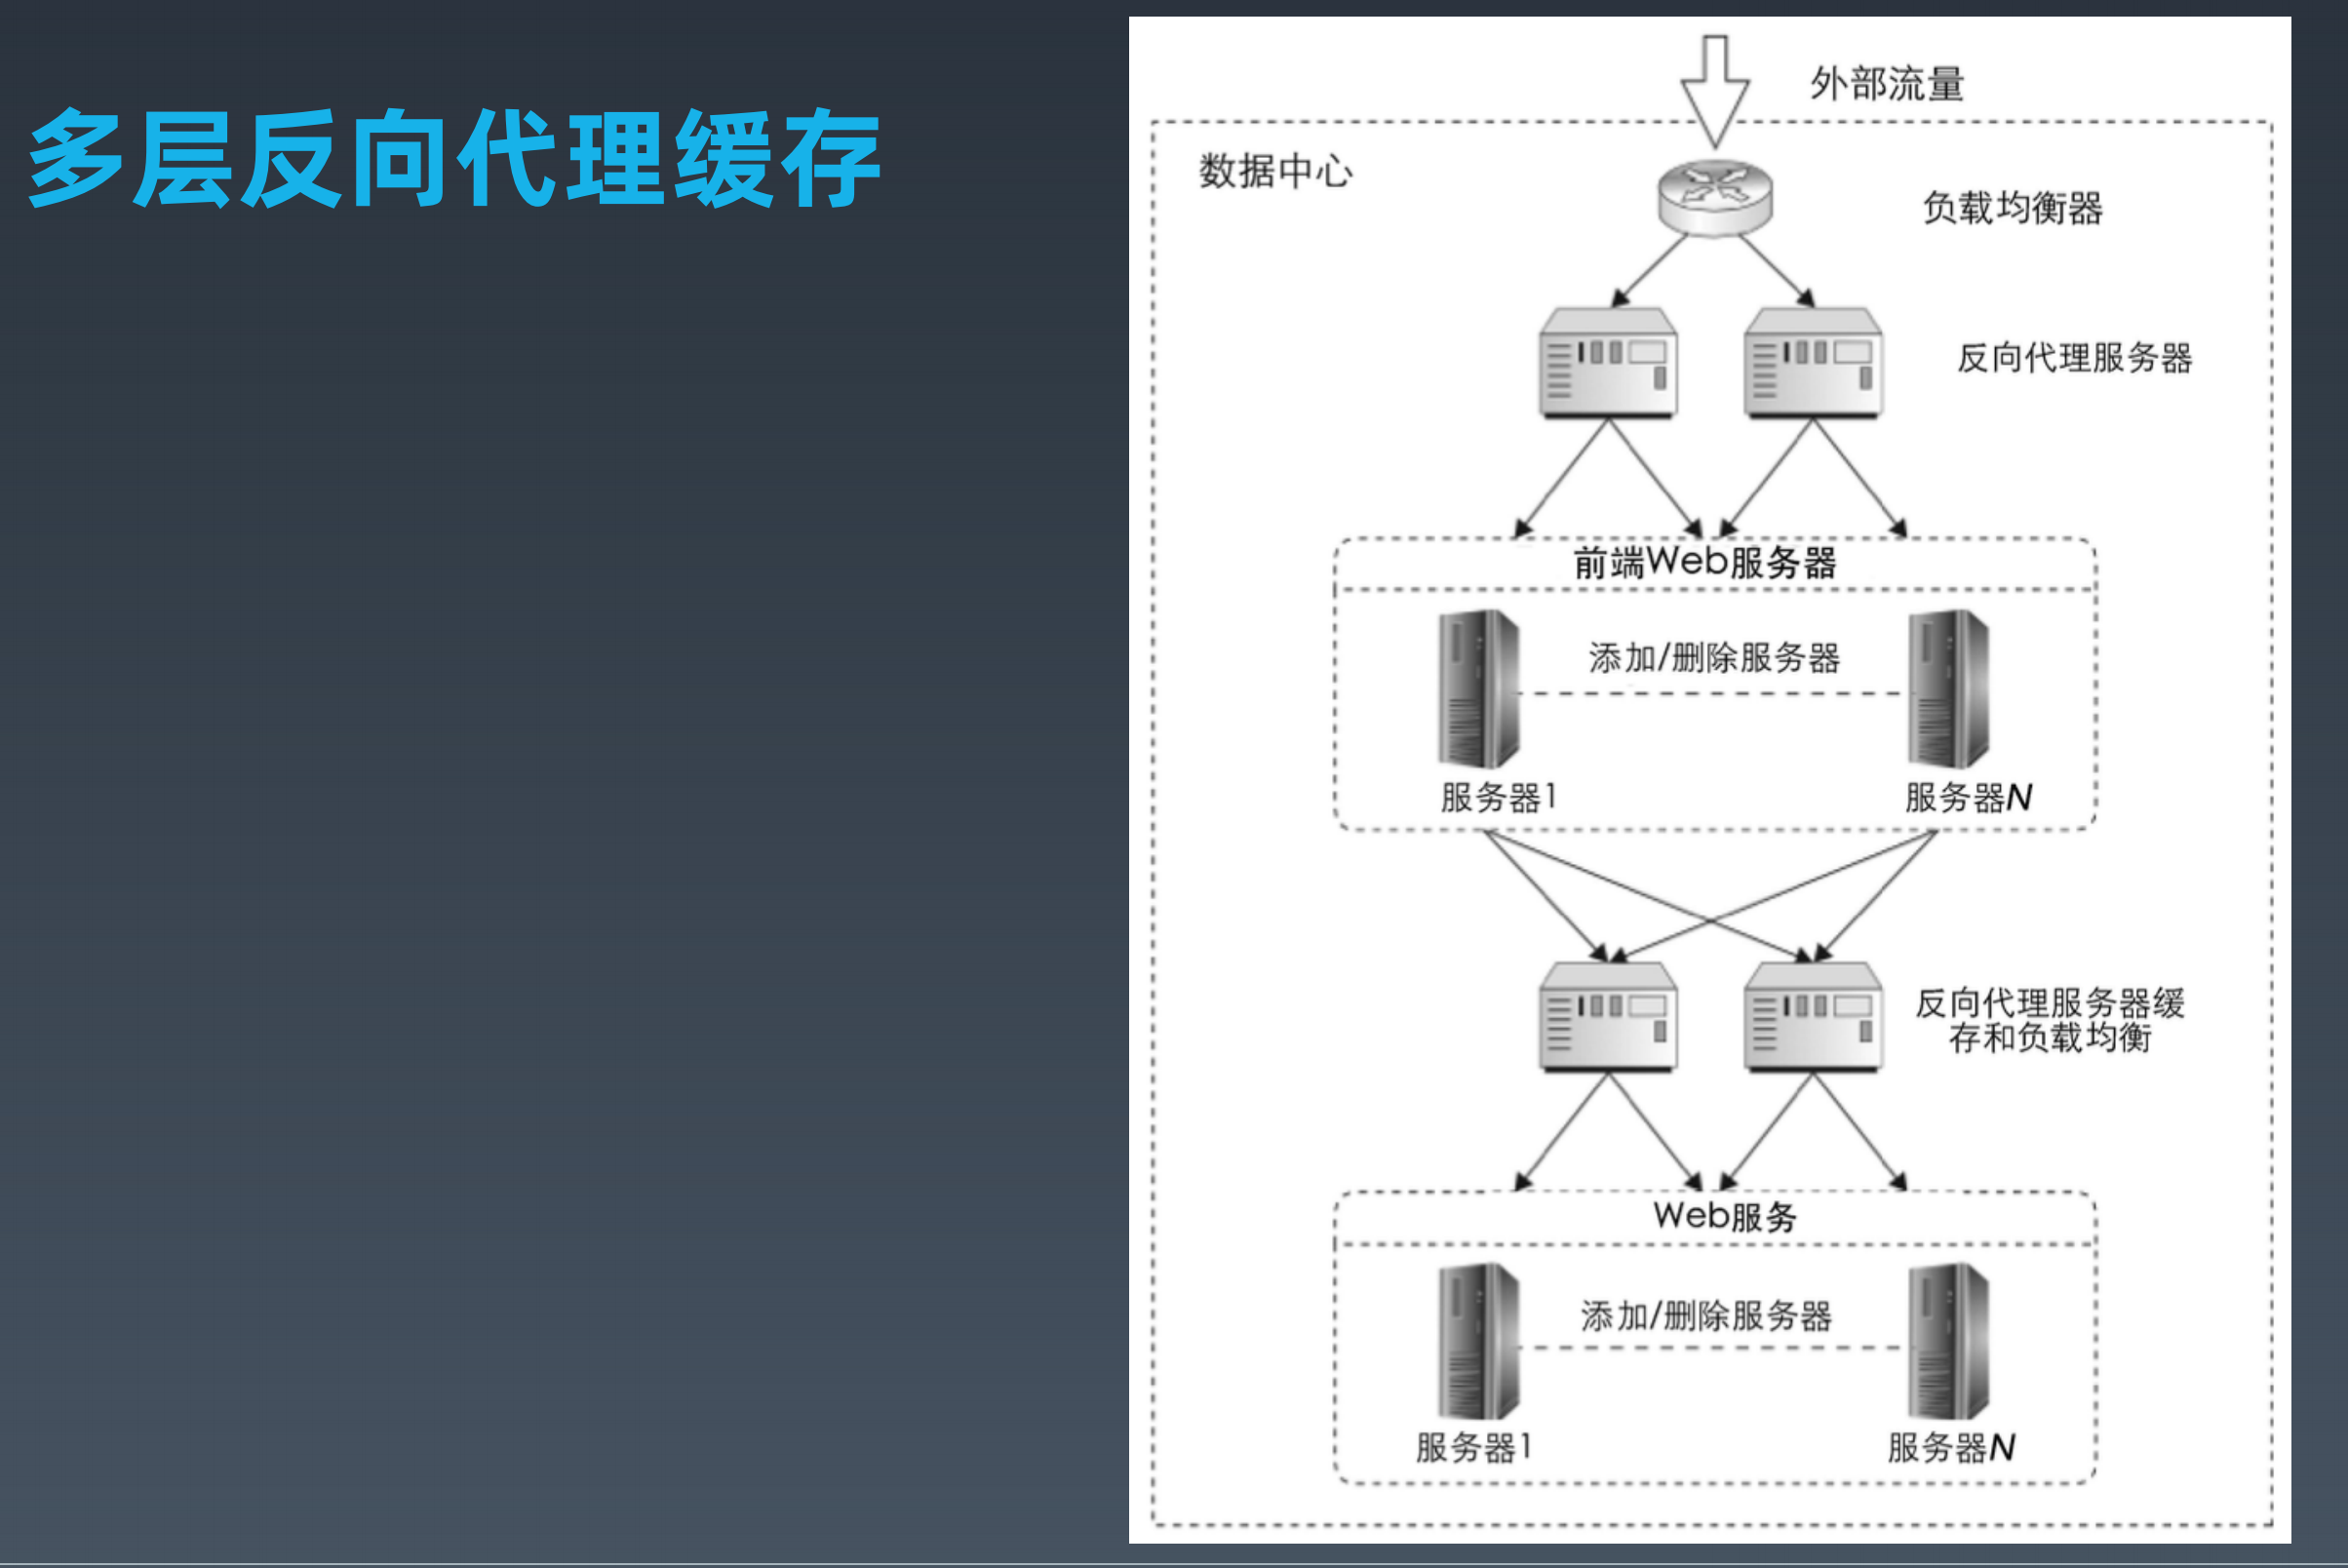 多层反向代理缓存
外部流量
数据中心
负载均衡器
反向代理服务器
前端Web服务器
添加/删除服务器
服务器1
服务器N
反向代理服务器缓
存和负载均衡
Web服务
添加/删除服务器
服务器1
服务器N